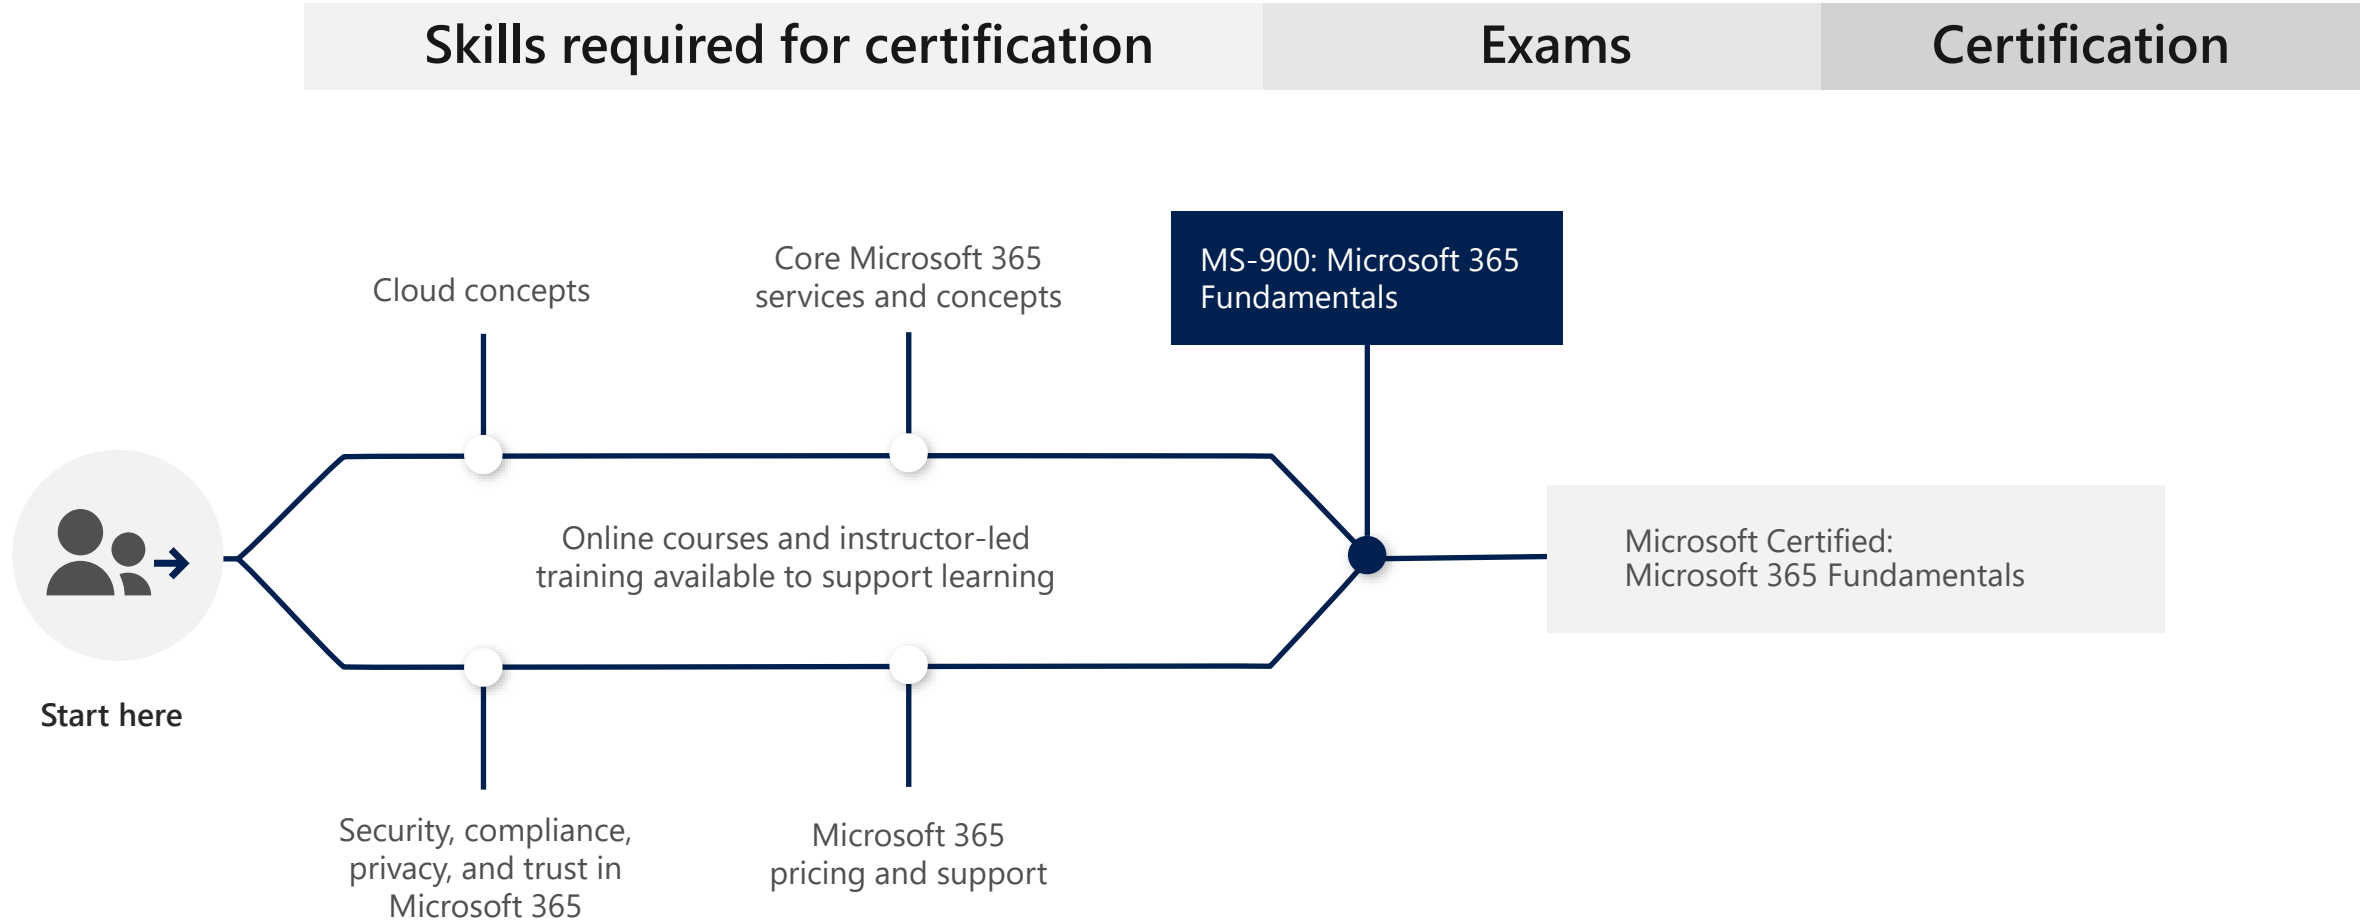 Skills required for certification
Exams
Certification
Cloud concepts
Core Microsoft 365
services and concepts
MS-900: Microsoft 365
Fundamentals
Online courses and instructor-led
training available to support learning
Microsoft Certified:
Microsoft 365 Fundamentals
Start here
Security, compliance,
privacy, and trust in
Microsoft 365
Microsoft 365
pricing and support